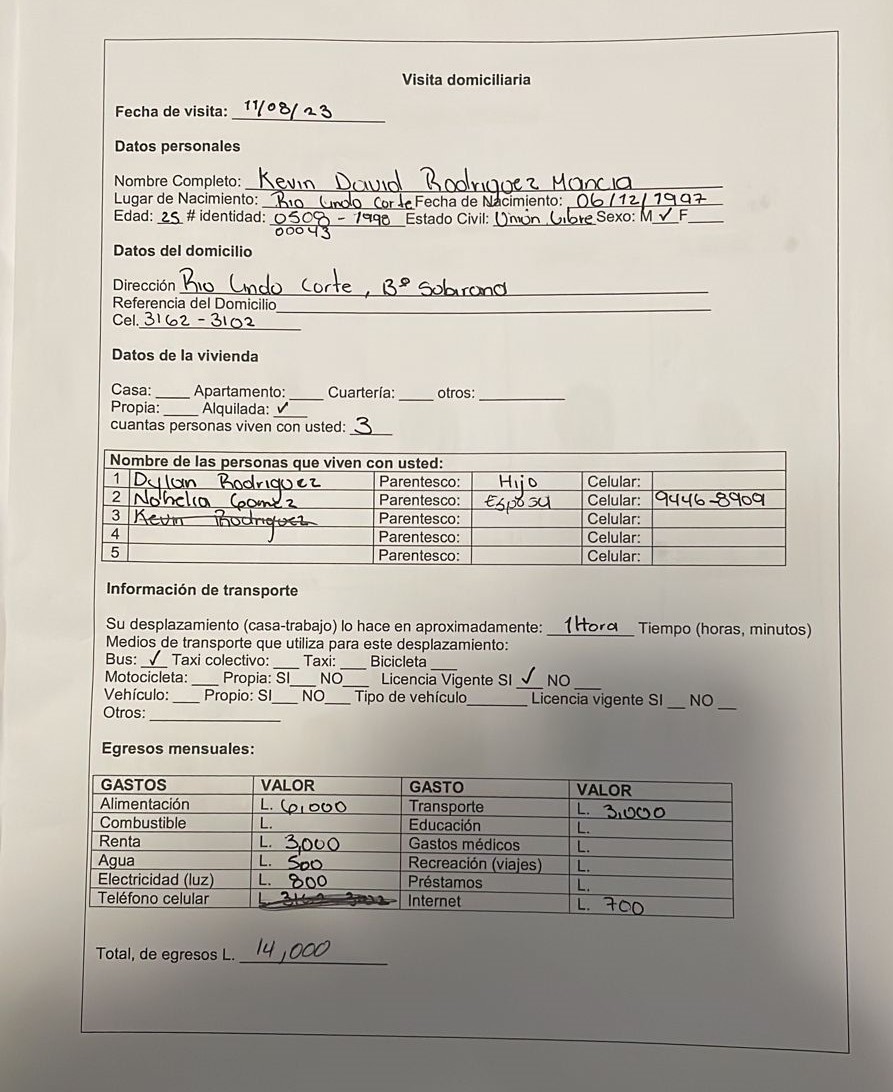 Visita domiciliaria
Fecha de visita: 11/08/23
Datos personales
Nombre Completo: Kevin David Rodriguez Mancia
Lugar de Nacimiento: Rio Lindo Corte Fecha de Nacimiento: 06/12/1997
Edad: 25 # identidad: 0508 - 1998 Estado Civil: Unión Libre Sexo: M ✓ F
00043
Datos del domicilio
Dirección Rio Lindo Corte, Bº Sobirana
Referencia del Domicilio
Cel. 3162-3102
Datos de la vivienda
Casa: Apartamento: Cuartería: otros:
Propia: Alquilada: ✓
cuantas personas viven con usted: 3
Nombre de las personas que viven con usted:
1 Dylan Rodriguez Parentesco: Hijo Celular:
2 Nohelia Gomez Parentesco: Esposa Celular: 9446-8909
3 Kevin Rodriguez Parentesco: Celular:
4 Parentesco: Celular:
5 Parentesco: Celular:
Información de transporte
Su desplazamiento (casa-trabajo) lo hace en aproximadamente: 1 Hora Tiempo (horas, minutos)
Medios de transporte que utiliza para este desplazamiento:
Bus: ✓ Taxi colectivo: Taxi: Bicicleta
Motocicleta: Propia: SI NO Licencia Vigente SI ✓ NO
Vehículo: Propio: SI NO Tipo de vehículo Licencia vigente SI NO
Otros:
Egresos mensuales:
GASTOS VALOR GASTO VALOR
Alimentación L. 6,000 Transporte L. 3,000
Combustible L. Educación L.
Renta L. 3,000 Gastos médicos L.
Agua L. 500 Recreación (viajes) L.
Electricidad (luz) L. 800 Préstamos L.
Teléfono celular L. Internet L. 700
Total, de egresos L. 14,000